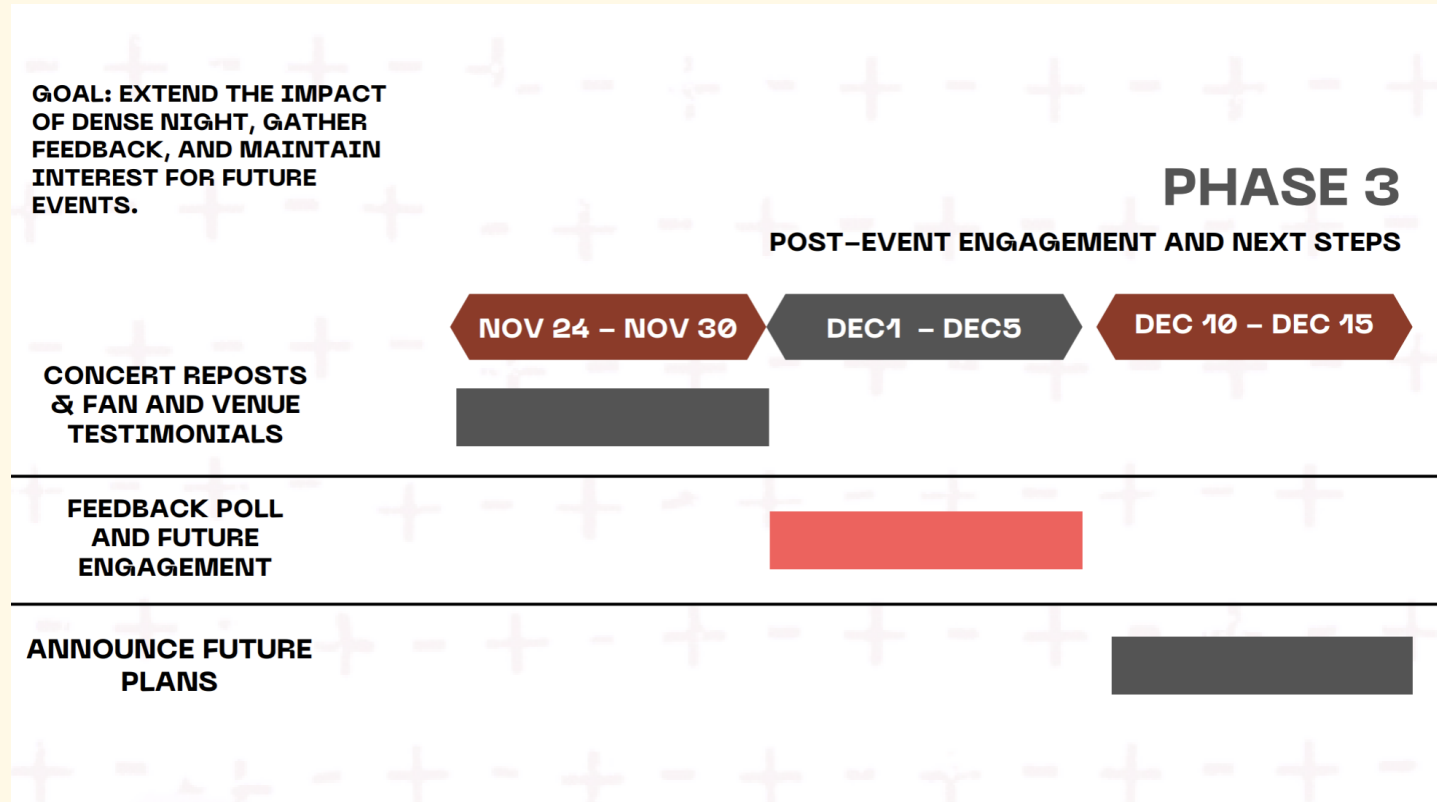 GOAL: EXTEND THE IMPACT
OF DENSE NIGHT, GATHER
FEEDBACK, AND MAINTAIN
INTEREST FOR FUTURE
EVENTS.
PHASE 3
POST–EVENT ENGAGEMENT AND NEXT STEPS
NOV 24 – NOV 30
DEC1 – DEC5
DEC 10 – DEC 15
CONCERT REPOSTS
& FAN AND VENUE
TESTIMONIALS
FEEDBACK POLL
AND FUTURE
ENGAGEMENT
ANNOUNCE FUTURE
PLANS